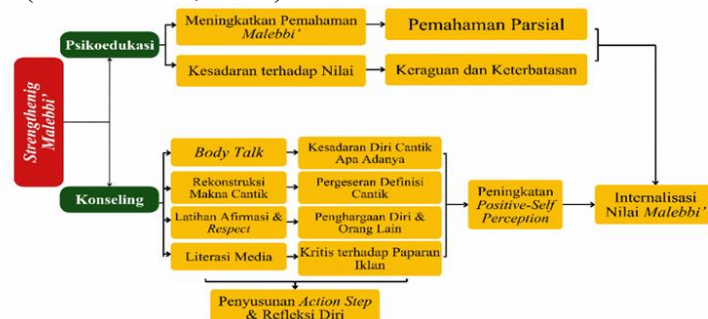 Psikoedukasi
Meningkatkan Pemahaman
Malebbi’
Pemahaman Parsial
Kesadaran terhadap Nilai
Keraguan dan Keterbatasan
Strengthenig
Malebbi’
Konseling
Body Talk
Kesadaran Diri Cantik
Apa Adanya
Rekonstruksi
Makna Cantik
Pergeseran Definisi
Cantik
Latihan Afirmasi &
Respect
Penghargaan Diri &
Orang Lain
Literasi Media
Kritis terhadap Paparan
Iklan
Peningkatan
Positive-Self
Perception
Internalisasi
Nilai Malebbi’
Penyusunan Action Step
& Refleksi Diri